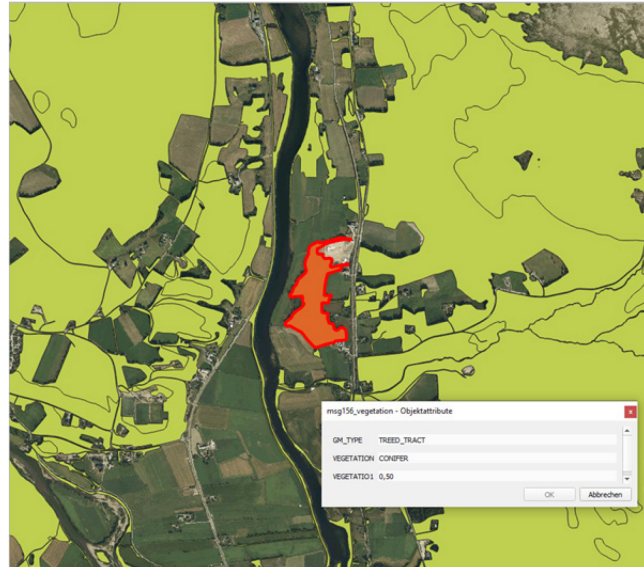 msg156_vegetation - Objektattribute
x
GM_TYPE TREED_TRACT
VEGETATION CONIFER
VEGETATIO1 0,50
OK Abbrechen